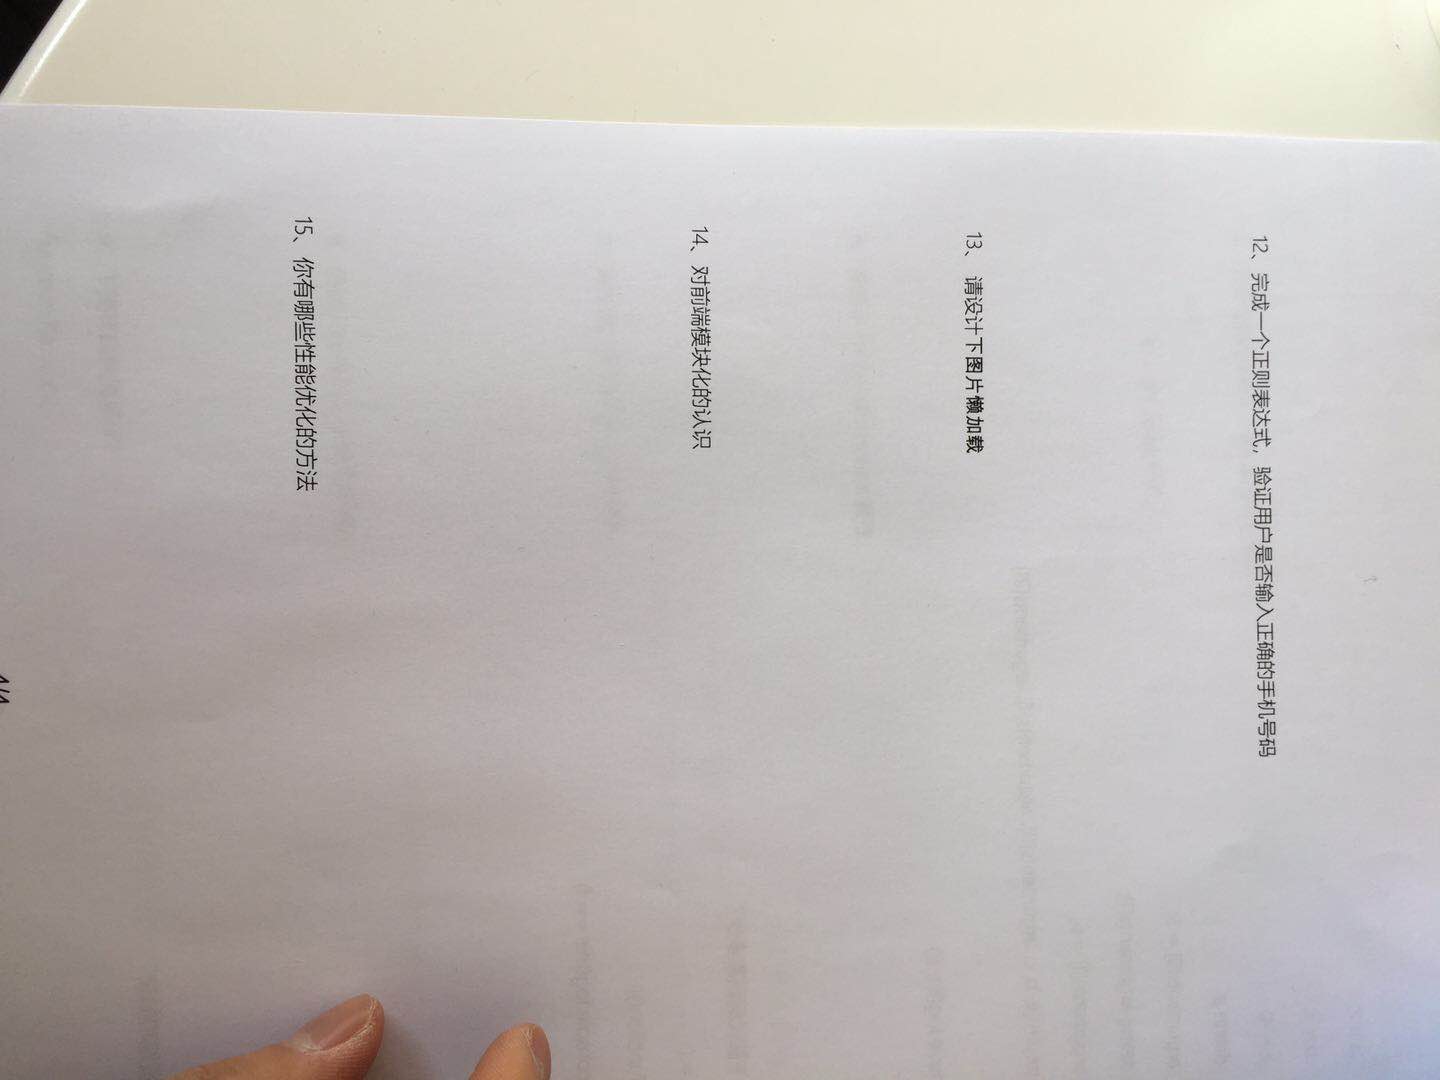 12、完成一个正则表达式，验证用户是否输入正确的手机号码
13、请设计下图片懒加载
14、对前端模块化的认识
15、你有哪些性能优化的方法